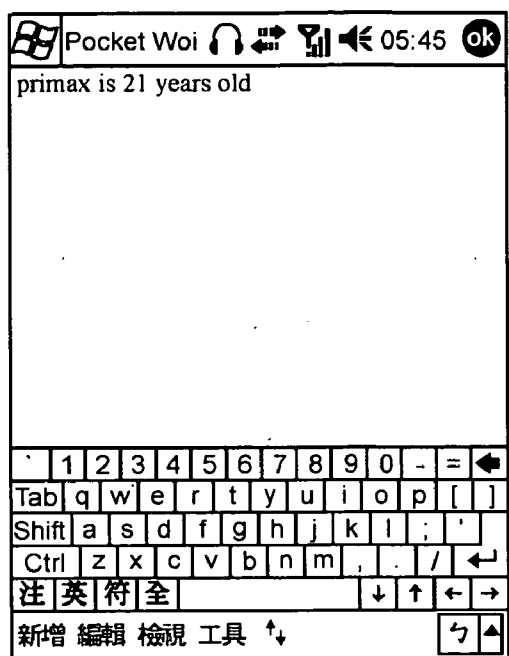 Pocket Woi 05:45 ok
primax is 21 years old
` 1 2 3 4 5 6 7 8 9 0 - = 
Tab q w e r t y u i o p [ ]
Shift a s d f g h j k l ; '
Ctrl z x c v b n m , . /
注 英 符 全 ↓ ↑ ← →
新增 編輯 檢視 工具 ㄅ